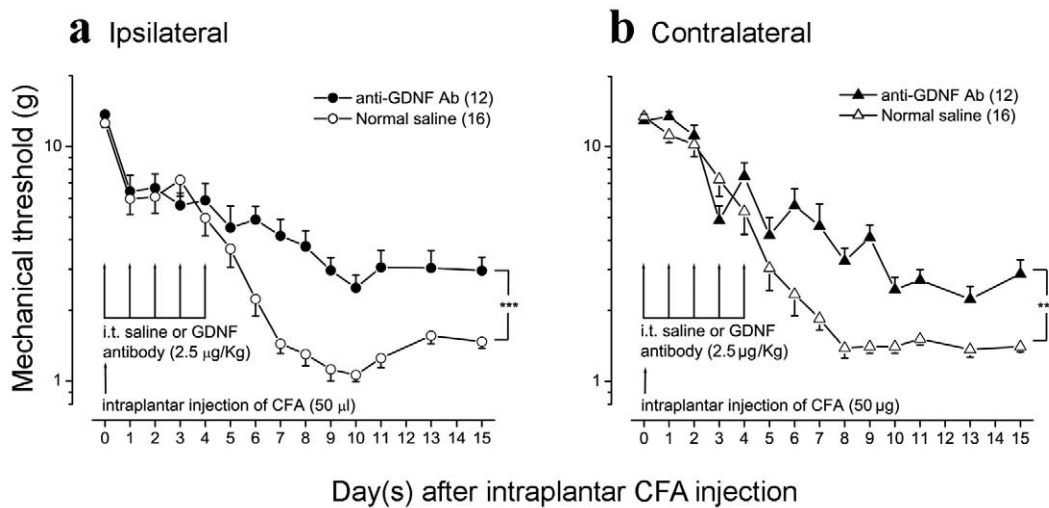 a Ipsilateral
anti-GDNF Ab (12)
Normal saline (16)
Mechanical threshold (g)
10
1
i.t. saline or GDNF
antibody (2.5 μg/Kg)
intraplantar injection of CFA (50 μl)
***
0 1 2 3 4 5 6 7 8 9 10 11 12 13 14 15
b Contralateral
anti-GDNF Ab (12)
Normal saline (16)
10
1
i.t. saline or GDNF
antibody (2.5 μg/Kg)
intraplantar injection of CFA (50 μg)
**
0 1 2 3 4 5 6 7 8 9 10 11 12 13 14 15
Day(s) after intraplantar CFA injection